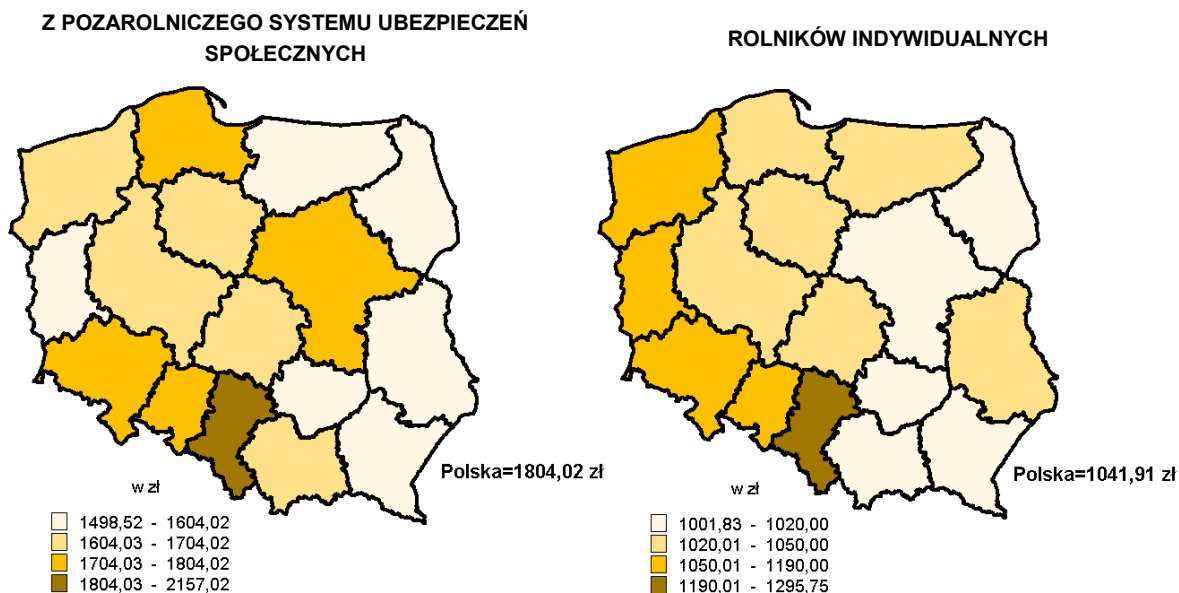 Z POZAROLNICZEGO SYSTEMU UBEZPIECZEŃ
SPOŁECZNYCH
Polska=1804,02 zł
w zł
1498,52 - 1604,02
1604,03 - 1704,02
1704,03 - 1804,02
1804,03 - 2157,02
ROLNIKÓW INDYWIDUALNYCH
Polska=1041,91 zł
w zł
1001,83 - 1020,00
1020,01 - 1050,00
1050,01 - 1190,00
1190,01 - 1295,75